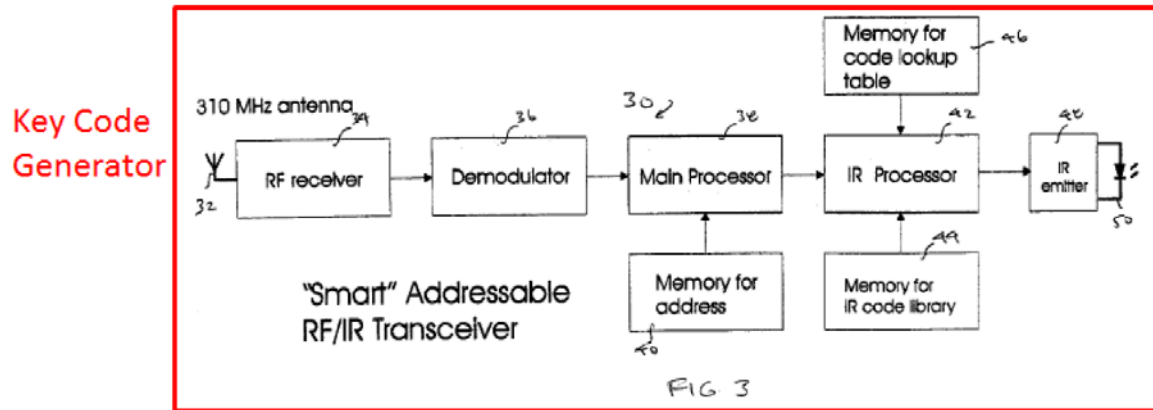 Key Code
Generator
310 MHz antenna
32
34
RF receiver
36
Demodulator
30
38
Main Processor
Memory for
code lookup
table
46
42
IR Processor
48
IR
emitter
50
"Smart" Addressable
RF/IR Transceiver
Memory for
address
40
44
Memory for
IR code library
FIG. 3